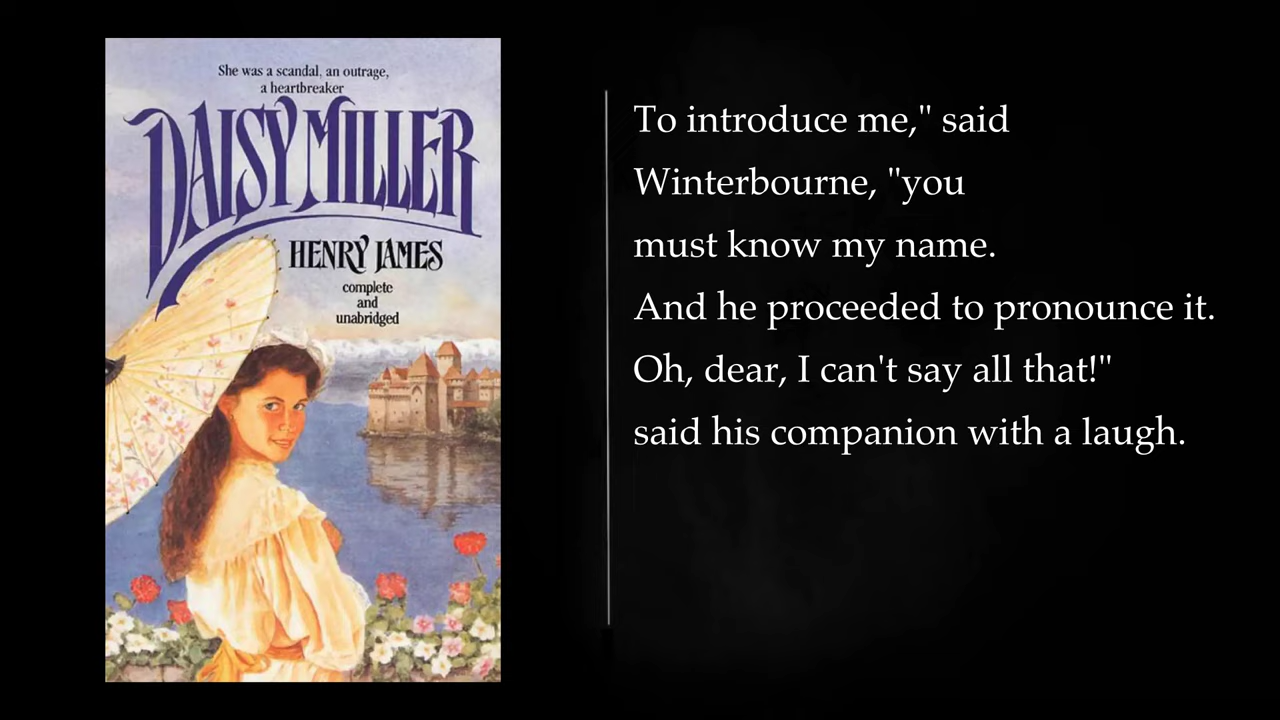 She was a scandal, an outrage,
a heartbreaker
DAISY MILLER
HENRY JAMES
complete
and
unabridged
To introduce me," said
Winterbourne, "you
must know my name.
And he proceeded to pronounce it.
Oh, dear, I can't say all that!"
said his companion with a laugh.